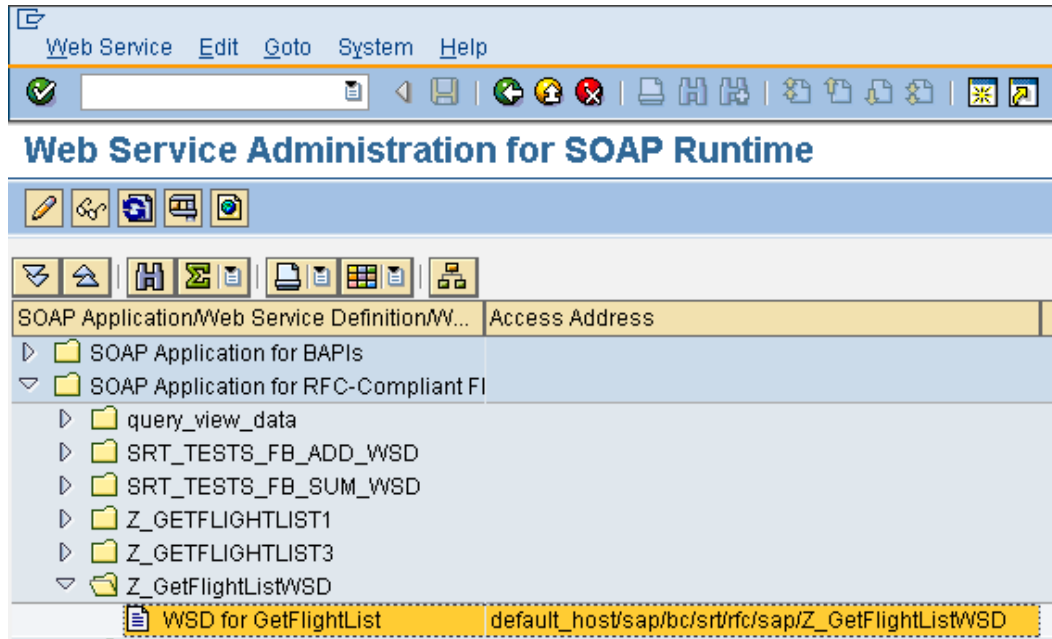 Web Service Edit Goto System Help
Web Service Administration for SOAP Runtime
SOAP Application/Web Service Definition/W... Access Address
SOAP Application for BAPIs
SOAP Application for RFC-Compliant Fl
query_view_data
SRT_TESTS_FB_ADD_WSD
SRT_TESTS_FB_SUM_WSD
Z_GETFLIGHTLIST1
Z_GETFLIGHTLIST3
Z_GetFlightListWSD
WSD for GetFlightList default_host/sap/bc/srt/rfc/sap/Z_GetFlightListWSD